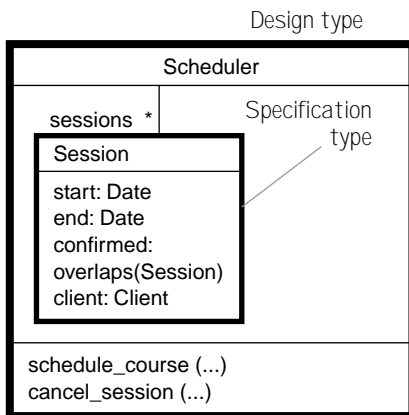 Design type
Scheduler
sessions *
Specification
type
Session
start: Date
end: Date
confirmed:
overlaps(Session)
client: Client
schedule_course (...)
cancel_session (...)